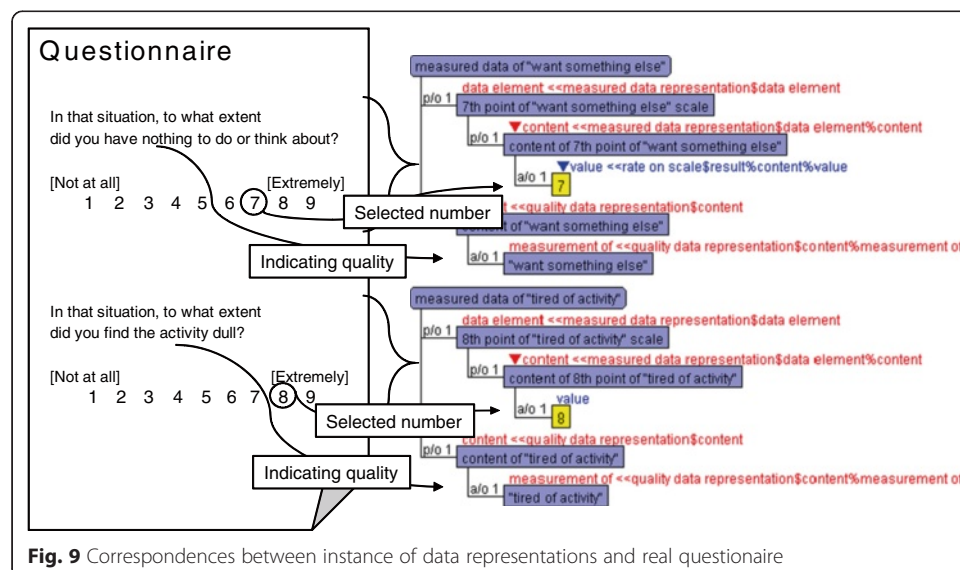 Questionnaire
In that situation, to what extent
did you have nothing to do or think about?
[Not at all] [Extremely]
1 2 3 4 5 6 7 8 9
Selected number
Indicating quality
In that situation, to what extent
did you find the activity dull?
[Not at all] [Extremely]
1 2 3 4 5 6 7 8 9
Selected number
Indicating quality
measured data of "want something else"
data element <<measured data representation$data element
p/o 1 7th point of "want something else" scale
content <<measured data representation$data element%content
p/o 1 content of 7th point of "want something else"
value <<rate on scale$result%content%value
a/o 1 7
<<quality data representation$content
of "want something else"
measurement of <<quality data representation$content%measurement of
a/o 1 "want something else"
measured data of "tired of activity"
data element <<measured data representation$data element
p/o 1 8th point of "tired of activity" scale
content <<measured data representation$data element%content
p/o 1 content of 8th point of "tired of activity"
value
a/o 1 8
content <<quality data representation$content
p/o 1 content of "tired of activity"
measurement of <<quality data representation$content%measurement of
a/o 1 "tired of activity"
Fig. 9 Correspondences between instance of data representations and real questionaire